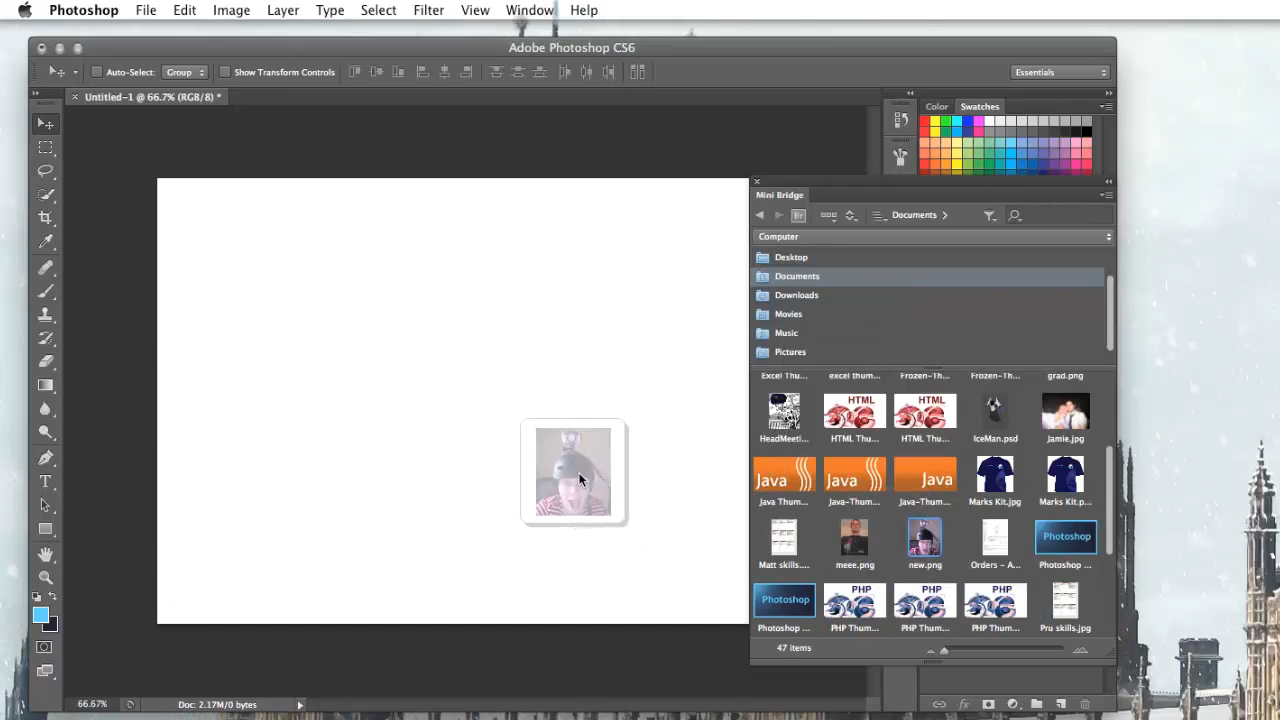 Photoshop File Edit Image Layer Type Select Filter View Window Help
Adobe Photoshop CS6
Auto-Select: Group Show Transform Controls Essentials
Untitled-1 @ 66.7% (RGB/8) *
Color Swatches
Mini Bridge
Br Documents
Computer
Desktop
Documents
Downloads
Movies
Music
Pictures
Excel Thu... excel thum... Frozen-Th... Frozen-Th... grad.png
HTML HTML
HeadMeeti... HTML Thu... HTML Thu... IceMan.psd Jamie.jpg
Java Java Java
Java Thum... Java-Thum... Java-Thum... Marks Kit.jpg Marks Kit.p...
Photoshop
Matt skills.... meee.png new.png Orders - A... Photoshop ...
Photoshop PHP PHP PHP
Photoshop ... PHP Thum... PHP Thum... PHP Thum... Pru skills.jpg
47 items
66.67% Doc: 2.17M/0 bytes fx